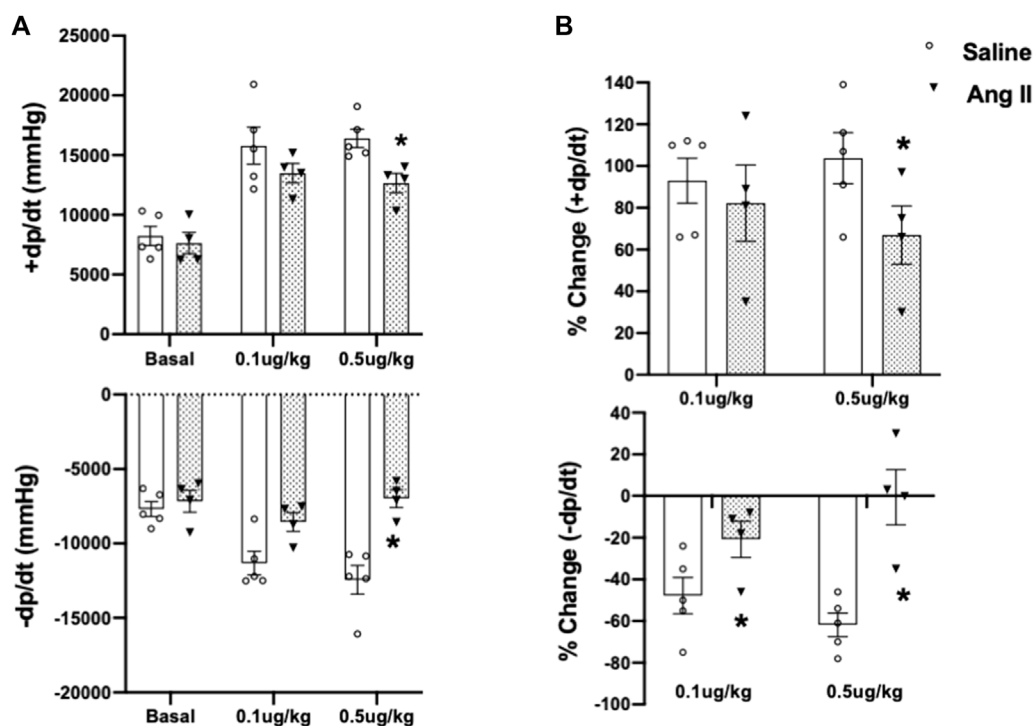 A
+dp/dt (mmHg)
25000
20000
15000
10000
5000
0
*
Basal 0.1ug/kg 0.5ug/kg
-dp/dt (mmHg)
0
-5000
-10000
-15000
-20000
*
Basal 0.1ug/kg 0.5ug/kg
B
Saline
Ang II
% Change (+dp/dt)
140
120
100
80
60
40
20
0
*
0.1ug/kg 0.5ug/kg
% Change (-dp/dt)
40
20
0
-20
-40
-60
-80
-100
* *
0.1ug/kg 0.5ug/kg